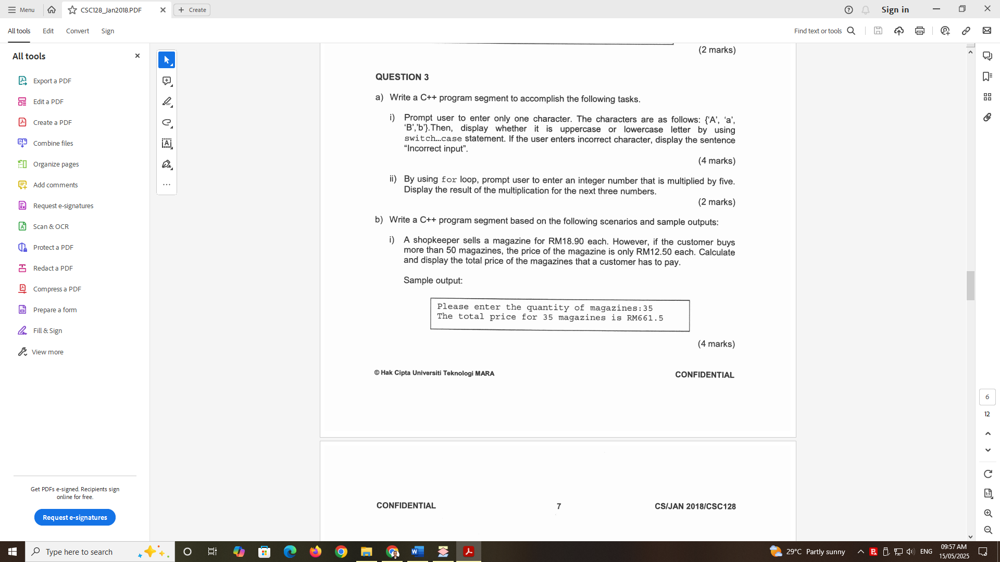 Menu
CSC128_Jan2018.PDF
Create
Sign in
All tools
Edit
Convert
Sign
Find text or tools
All tools
Export a PDF
Edit a PDF
Create a PDF
Combine files
Organize pages
Add comments
Request e-signatures
Scan & OCR
Protect a PDF
Redact a PDF
Compress a PDF
Prepare a form
Fill & Sign
View more
Get PDFs e-signed. Recipients sign
online for free.
Request e-signatures
(2 marks)
QUESTION 3
a) Write a C++ program segment to accomplish the following tasks.
i) Prompt user to enter only one character. The characters are as follows: {'A', 'a',
'B','b'}.Then, display whether it is uppercase or lowercase letter by using
switch…case statement. If the user enters incorrect character, display the sentence
"Incorrect input".
(4 marks)
ii) By using for loop, prompt user to enter an integer number that is multiplied by five.
Display the result of the multiplication for the next three numbers.
(2 marks)
b) Write a C++ program segment based on the following scenarios and sample outputs:
i) A shopkeeper sells a magazine for RM18.90 each. However, if the customer buys
more than 50 magazines, the price of the magazine is only RM12.50 each. Calculate
and display the total price of the magazines that a customer has to pay.
Sample output:
Please enter the quantity of magazines:35
The total price for 35 magazines is RM661.5
(4 marks)
© Hak Cipta Universiti Teknologi MARA
CONFIDENTIAL
CONFIDENTIAL
7
CS/JAN 2018/CSC128
6
12
Type here to search
29°C Partly sunny
ENG
09:57 AM
15/05/2025